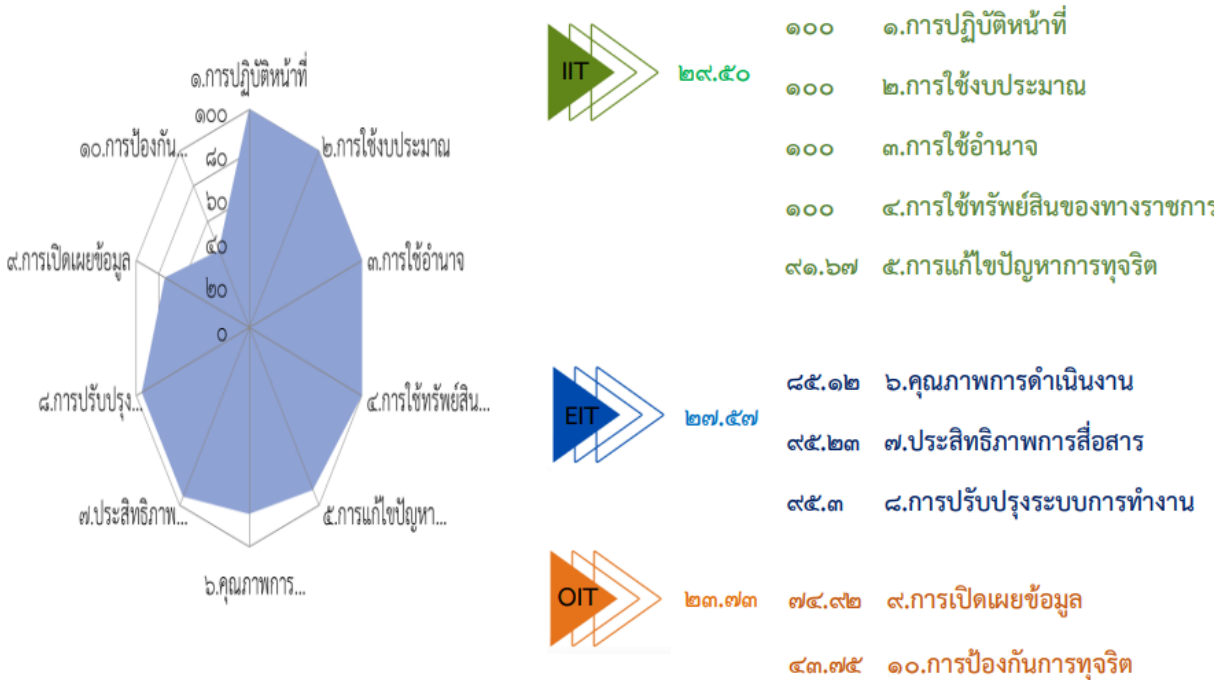 ๑.การปฏิบัติหน้าที่
๑๐๐
๑๐.การป้องกัน...
๘๐
๒.การใช้งบประมาณ
๖๐
๙.การเปิดเผยข้อมูล
๔๐
๓.การใช้อำนาจ
๒๐
๐
๘.การปรับปรุง...
๔.การใช้ทรัพย์สิน...
๗.ประสิทธิภาพ...
๕.การแก้ไขปัญหา...
๖.คุณภาพการ...
IIT ๒๙.๕๐
๑๐๐ ๑.การปฏิบัติหน้าที่
๑๐๐ ๒.การใช้งบประมาณ
๑๐๐ ๓.การใช้อำนาจ
๑๐๐ ๔.การใช้ทรัพย์สินของทางราชการ
๙๑.๖๗ ๕.การแก้ไขปัญหาการทุจริต
EIT ๒๗.๕๗
๘๕.๑๒ ๖.คุณภาพการดำเนินงาน
๙๕.๒๓ ๗.ประสิทธิภาพการสื่อสาร
๙๕.๓ ๘.การปรับปรุงระบบการทำงาน
OIT ๒๓.๗๓
๗๔.๙๒ ๙.การเปิดเผยข้อมูล
๔๓.๗๕ ๑๐.การป้องกันการทุจริต